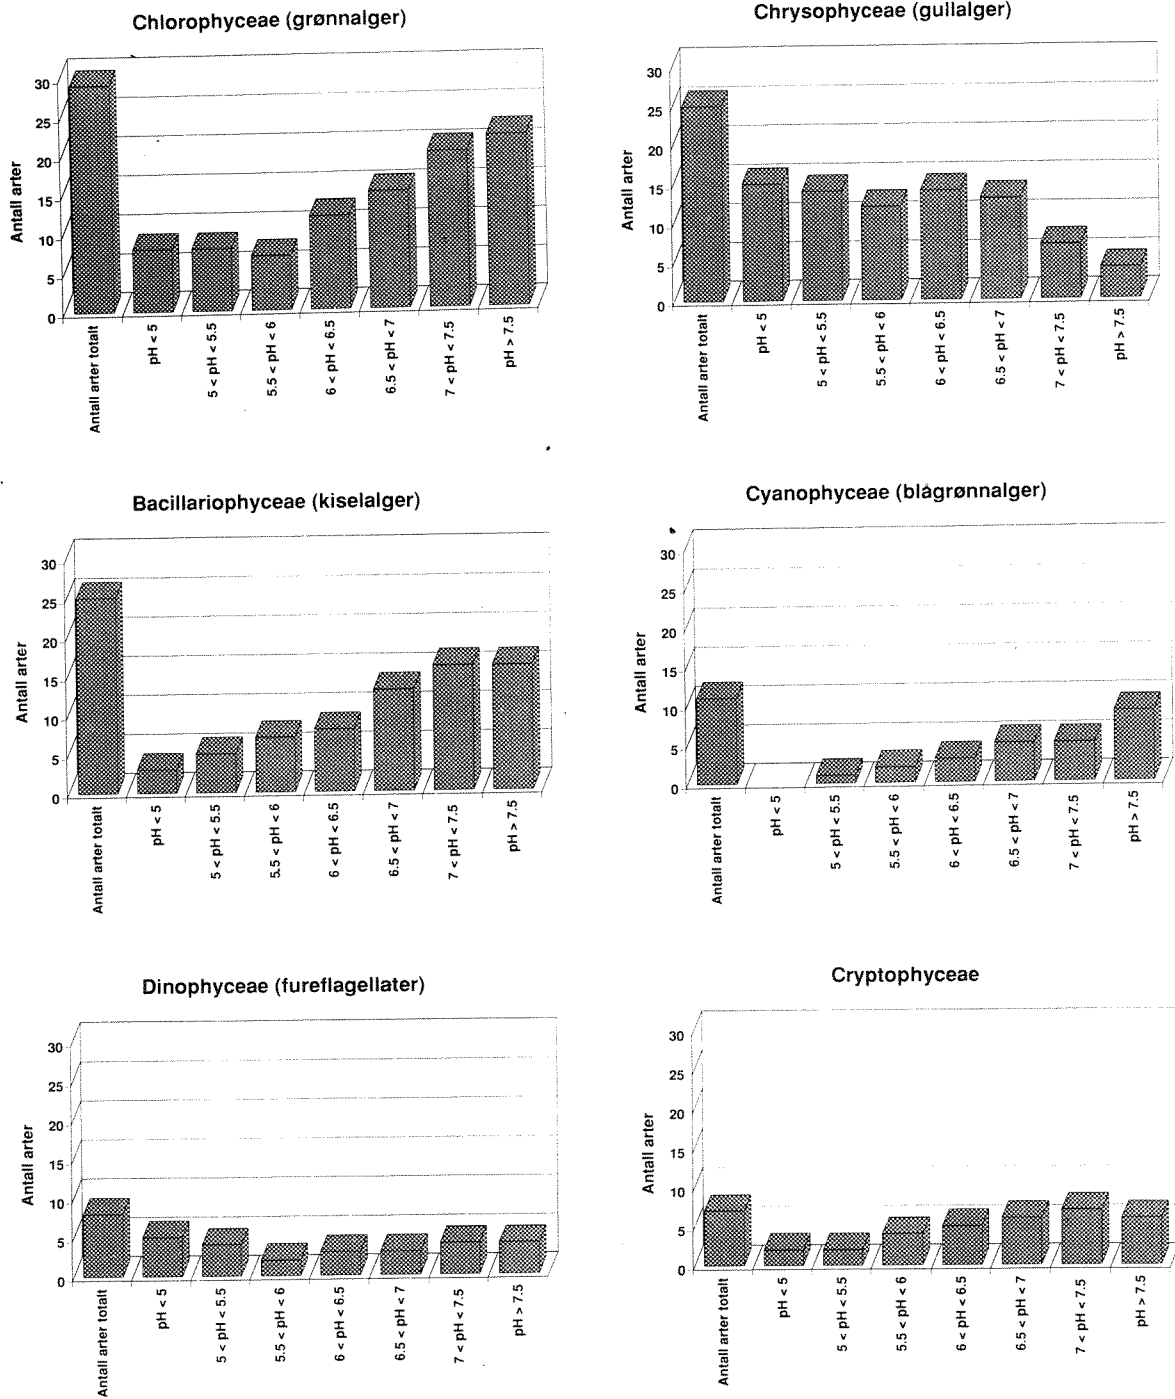 Chlorophyceae (grønnalger)
Antall arter
30
25
20
15
10
5
0
Antall arter totalt
pH < 5
5 < pH < 5.5
5.5 < pH < 6
6 < pH < 6.5
6.5 < pH < 7
7 < pH < 7.5
pH > 7.5
Chrysophyceae (gullalger)
Antall arter
30
25
20
15
10
5
0
Antall arter totalt
pH < 5
5 < pH < 5.5
5.5 < pH < 6
6 < pH < 6.5
6.5 < pH < 7
7 < pH < 7.5
pH > 7.5
Bacillariophyceae (kiselalger)
Antall arter
30
25
20
15
10
5
0
Antall arter totalt
pH < 5
5 < pH < 5.5
5.5 < pH < 6
6 < pH < 6.5
6.5 < pH < 7
7 < pH < 7.5
pH > 7.5
Cyanophyceae (blågrønnalger)
Antall arter
30
25
20
15
10
5
0
Antall arter totalt
pH < 5
5 < pH < 5.5
5.5 < pH < 6
6 < pH < 6.5
6.5 < pH < 7
7 < pH < 7.5
pH > 7.5
Dinophyceae (fureflagellater)
Antall arter
30
25
20
15
10
5
0
Antall arter totalt
pH < 5
5 < pH < 5.5
5.5 < pH < 6
6 < pH < 6.5
6.5 < pH < 7
7 < pH < 7.5
pH > 7.5
Cryptophyceae
Antall arter
30
25
20
15
10
5
0
Antall arter totalt
pH < 5
5 < pH < 5.5
5.5 < pH < 6
6 < pH < 6.5
6.5 < pH < 7
7 < pH < 7.5
pH > 7.5